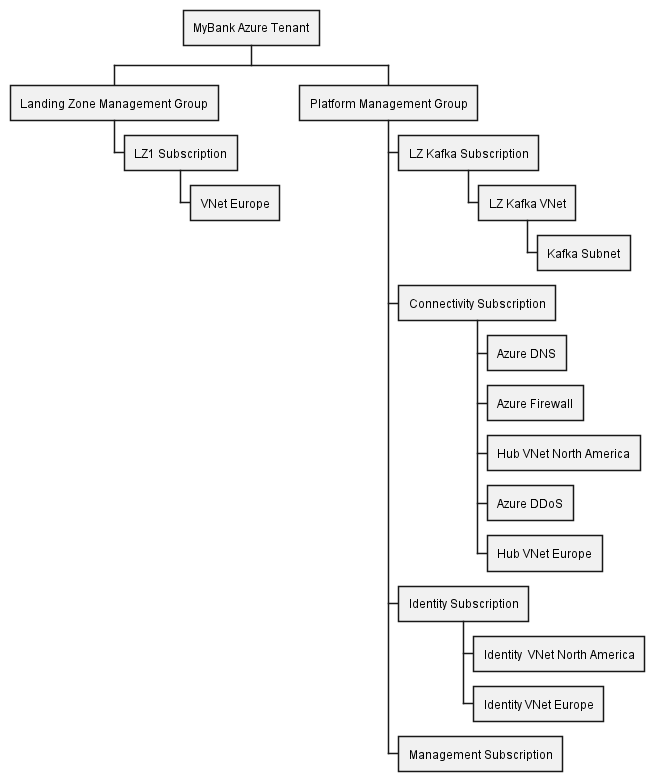 MyBank Azure Tenant
Landing Zone Management Group
Platform Management Group
LZ1 Subscription
LZ Kafka Subscription
VNet Europe
LZ Kafka VNet
Kafka Subnet
Connectivity Subscription
Azure DNS
Azure Firewall
Hub VNet North America
Azure DDoS
Hub VNet Europe
Identity Subscription
Identity  VNet North America
Identity VNet Europe
Management Subscription